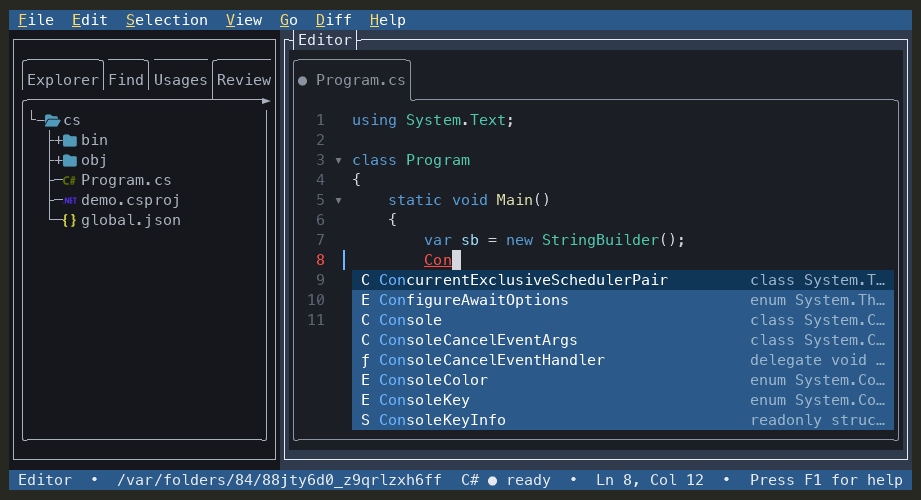 File Edit Selection View Go Diff Help
Editor
Explorer Find Usages Review
● Program.cs
cs
bin
obj
C# Program.cs
.NET demo.csproj
{} global.json
1 using System.Text;
2
3 ▾ class Program
4 {
5 ▾ static void Main()
6 {
7 var sb = new StringBuilder();
8 Con
9
10
11
C ConcurrentExclusiveSchedulerPair class System.T…
E ConfigureAwaitOptions enum System.Th…
C Console class System.C…
C ConsoleCancelEventArgs class System.C…
ƒ ConsoleCancelEventHandler delegate void …
E ConsoleColor enum System.Co…
E ConsoleKey enum System.Co…
S ConsoleKeyInfo readonly struc…
Editor • /var/folders/84/88jty6d0_z9qrlzxh6ff C# ● ready • Ln 8, Col 12 • Press F1 for help